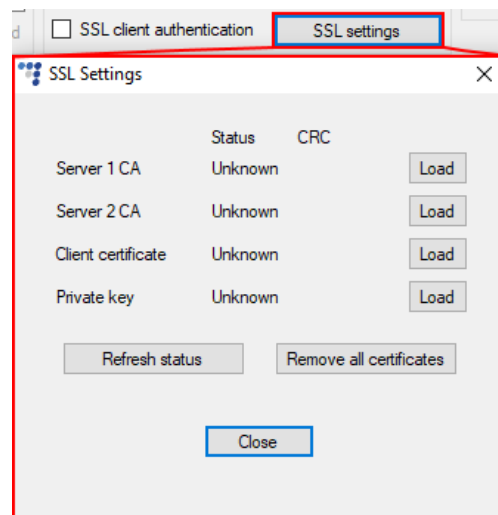 d SSL client authentication SSL settings
SSL Settings
Status CRC
Server 1 CA Unknown Load
Server 2 CA Unknown Load
Client certificate Unknown Load
Private key Unknown Load
Refresh status Remove all certificates
Close